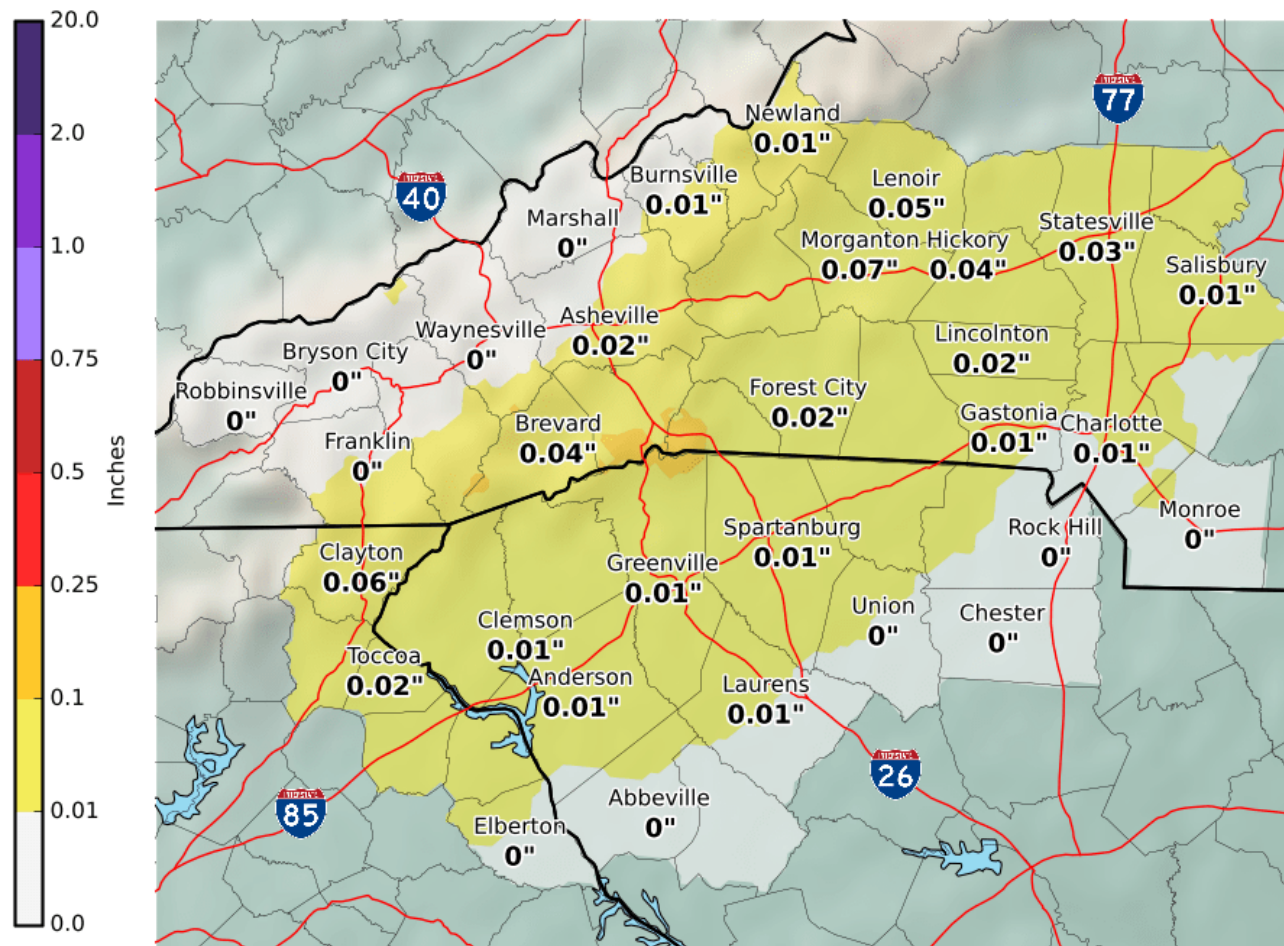 20.0
2.0
1.0
0.75
0.5
0.25
0.1
0.01
0.0
Inches
77
Newland
0.01"
40
Burnsville
0.01"
Lenoir
0.05"
Marshall
0"
Statesville
0.03"
Morganton
0.07"
Hickory
0.04"
Salisbury
0.01"
Asheville
0.02"
Waynesville
0"
Lincolnton
0.02"
Bryson City
0"
Robbinsville
0"
Forest City
0.02"
Gastonia
0.01"
Charlotte
0.01"
Brevard
0.04"
Franklin
0"
Monroe
0"
Rock Hill
0"
Spartanburg
0.01"
Clayton
0.06"
Greenville
0.01"
Union
0"
Chester
0"
Clemson
0.01"
Toccoa
0.02"
Anderson
0.01"
Laurens
0.01"
26
85
Abbeville
0"
Elberton
0"